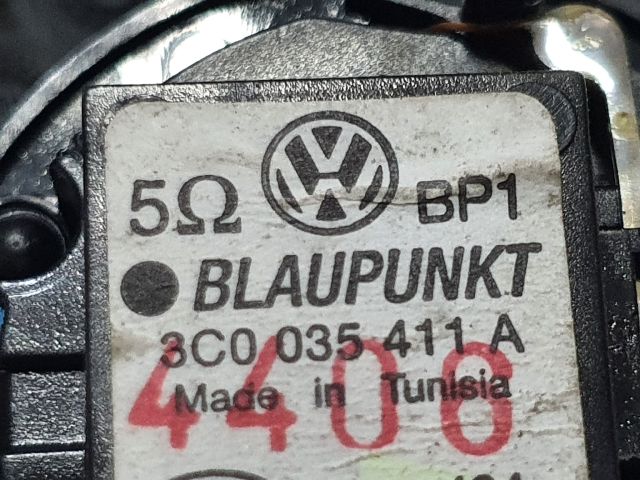 5Ω BP1
BLAUPUNKT
3C0 035 411 A
4406
Made in Tunisia